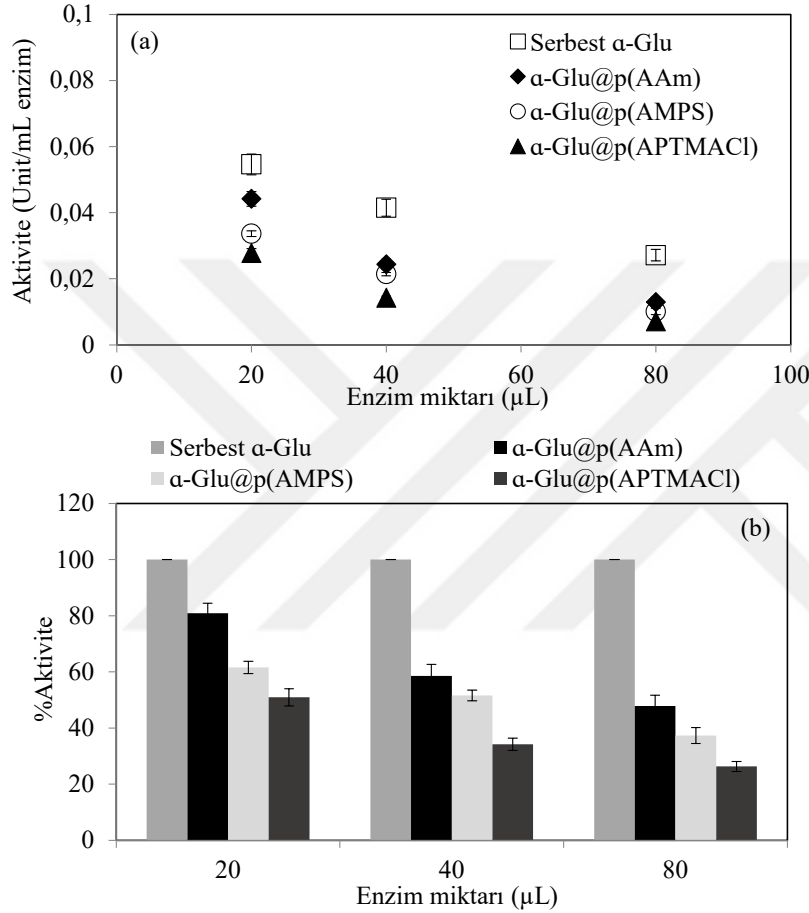 (a)
Serbest α-Glu
α-Glu@p(AAm)
α-Glu@p(AMPS)
α-Glu@p(APTMACl)
Aktivite (Unit/mL enzim)
0,1
0,08
0,06
0,04
0,02
0
0 20 40 60 80 100
Enzim miktarı (µL)
Serbest α-Glu α-Glu@p(AAm)
α-Glu@p(AMPS) α-Glu@p(APTMACl)
(b)
%Aktivite
120
100
80
60
40
20
0
20 40 80
Enzim miktarı (µL)